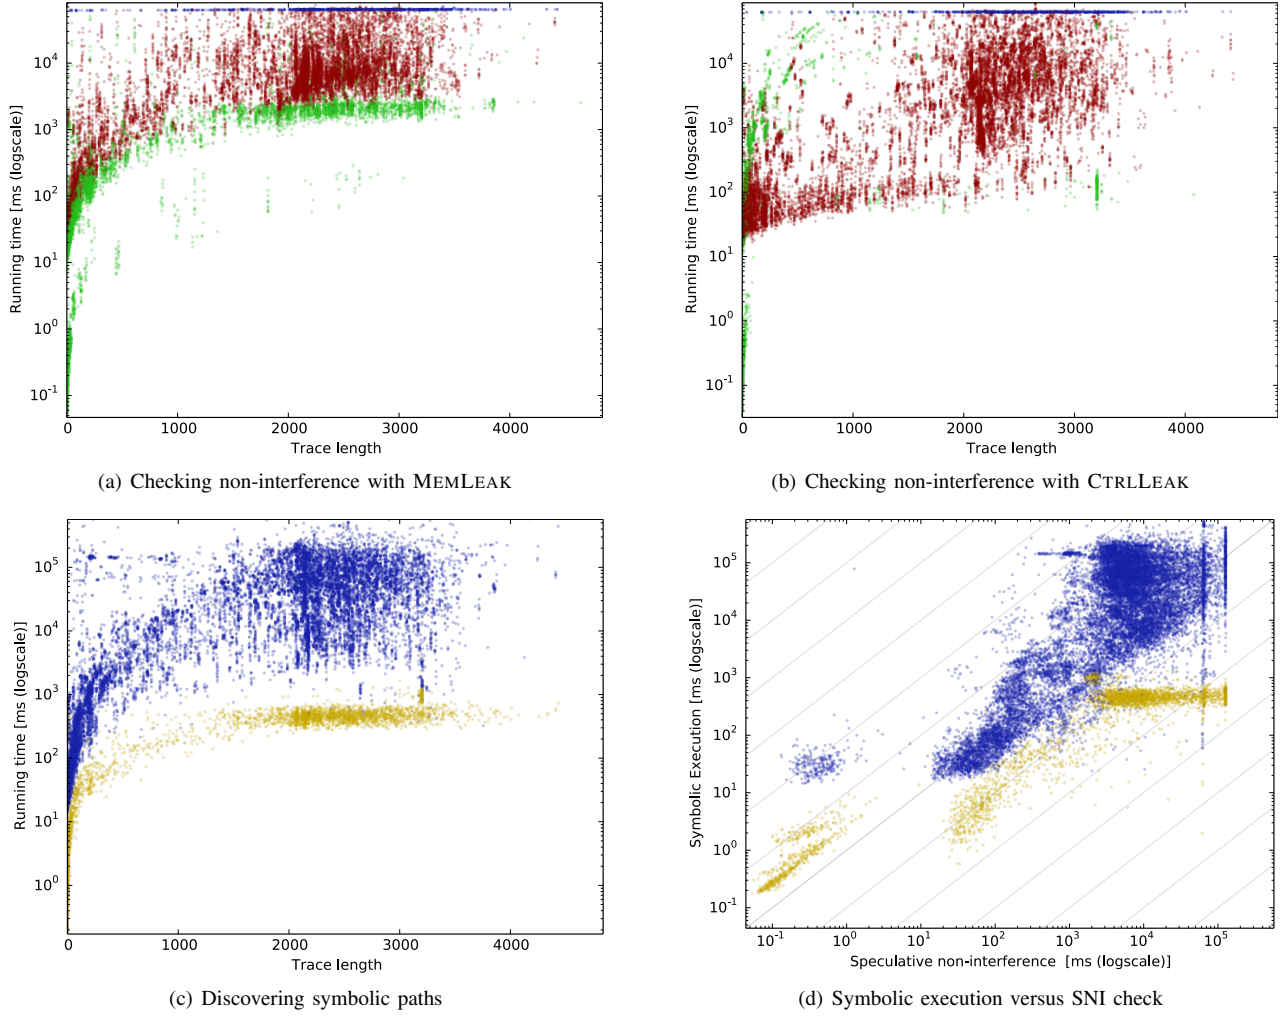 10^4
10^3
10^2
10^1
10^0
10^-1
Running time [ms (logscale)]
0 1000 2000 3000 4000
Trace length
(a) Checking non-interference with MEMLEAK
10^4
10^3
10^2
10^1
10^0
10^-1
Running time [ms (logscale)]
0 1000 2000 3000 4000
Trace length
(b) Checking non-interference with CTRLLEAK
10^5
10^4
10^3
10^2
10^1
10^0
Running time [ms (logscale)]
0 1000 2000 3000 4000
Trace length
(c) Discovering symbolic paths
10^5
10^4
10^3
10^2
10^1
10^0
10^-1
Symbolic Execution [ms (logscale)]
10^-1 10^0 10^1 10^2 10^3 10^4 10^5
Speculative non-interference [ms (logscale)]
(d) Symbolic execution versus SNI check